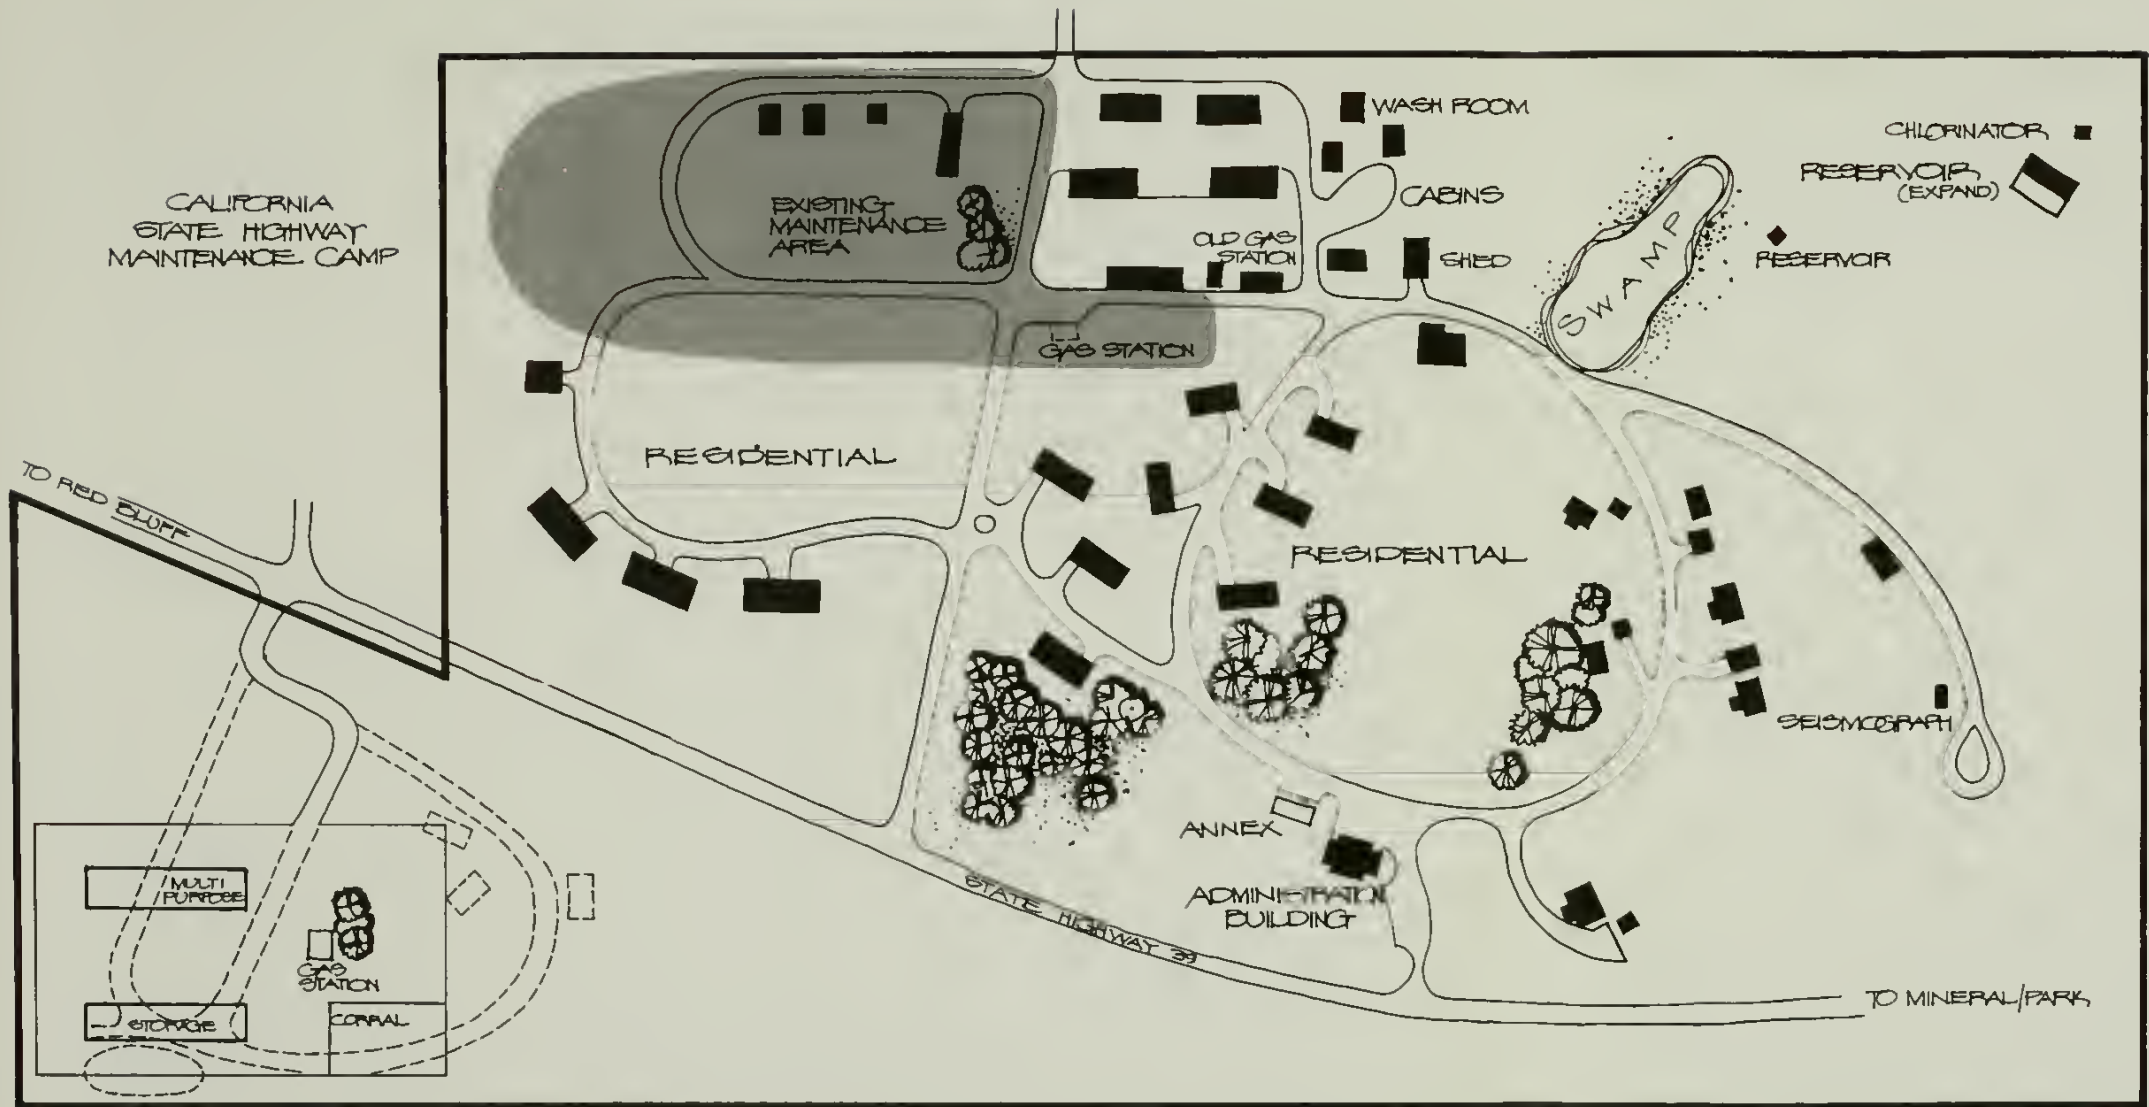 CALIFORNIA
STATE HIGHWAY
MAINTENANCE CAMP
EXISTING
MAINTENANCE
AREA
WASH ROOM
CABINS
OLD GAS
STATION
SHED
CHLORINATOR
RESERVOIR
(EXPAND)
RESERVOIR
SWAMP
GAS STATION
RESIDENTIAL
RESIDENTIAL
TO RED BLUFF
SEISMOGRAPH
ANNEX
ADMINISTRATION
BUILDING
STATE HIGHWAY 39
TO MINERAL/PARK
MULTI
PURPOSE
GAS
STATION
STORAGE
CORRAL